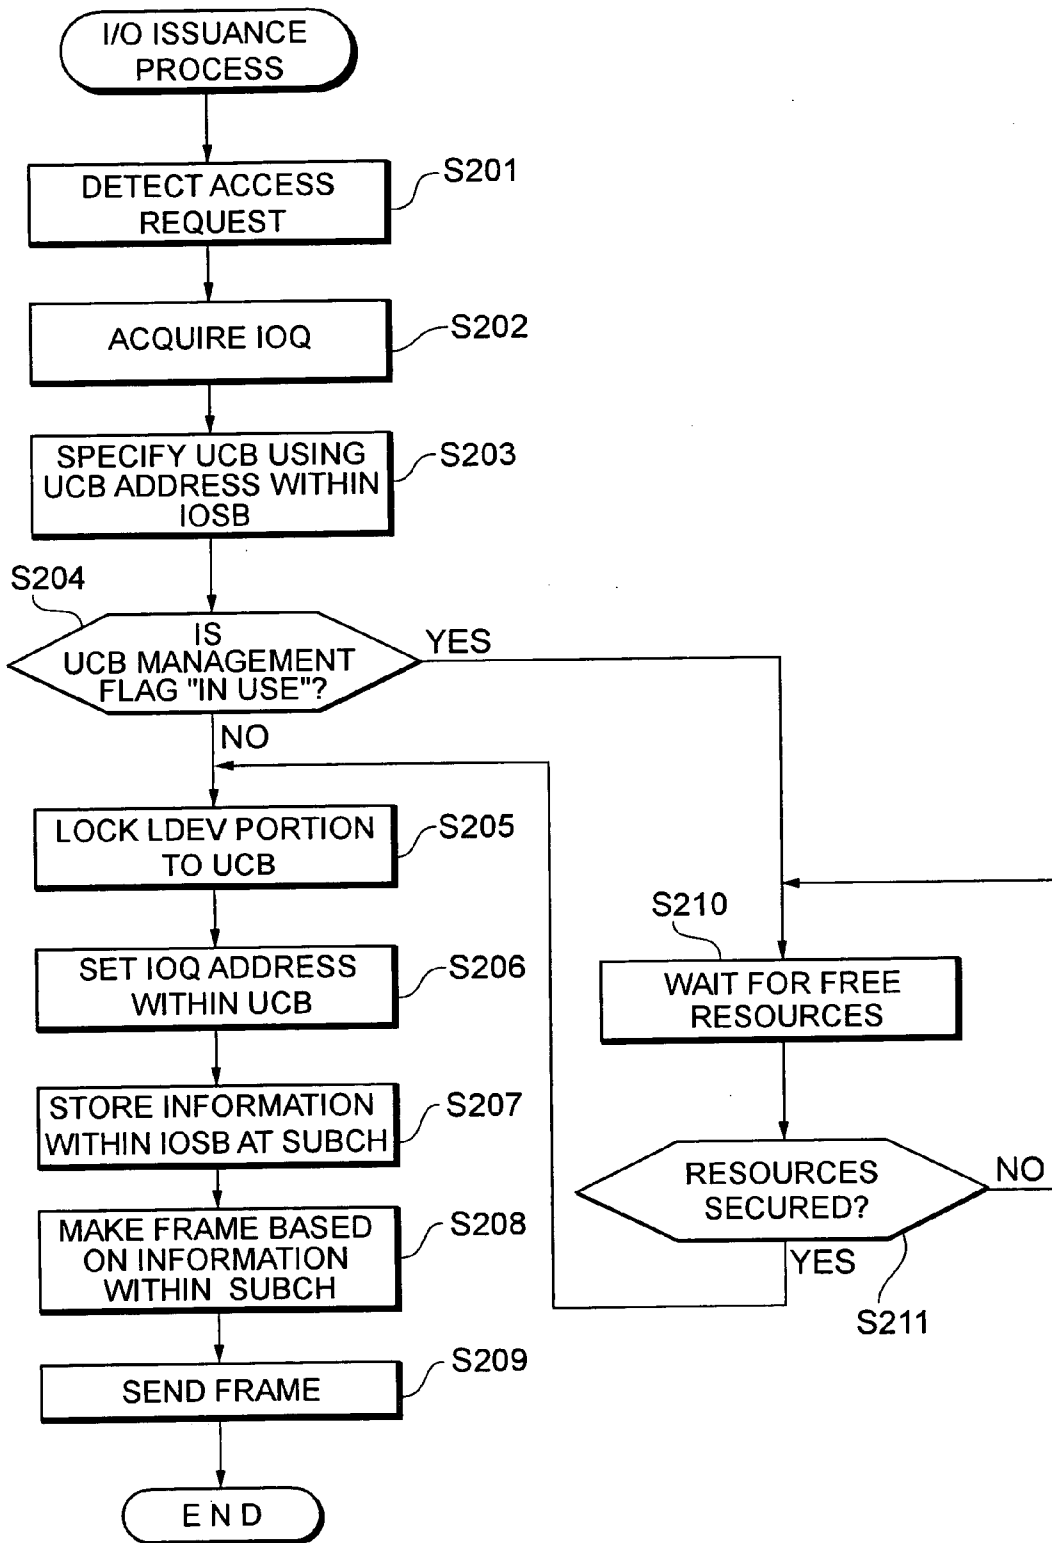 I/O ISSUANCE
PROCESS
S201
DETECT ACCESS
REQUEST
S202
ACQUIRE IOQ
S203
SPECIFY UCB USING
UCB ADDRESS WITHIN
IOSB
S204
IS
UCB MANAGEMENT
FLAG "IN USE"?
YES
NO
S205
LOCK LDEV PORTION
TO UCB
S206
SET IOQ ADDRESS
WITHIN UCB
S207
STORE INFORMATION
WITHIN IOSB AT SUBCH
S208
MAKE FRAME BASED
ON INFORMATION
WITHIN SUBCH
S209
SEND FRAME
END
S210
WAIT FOR FREE
RESOURCES
RESOURCES
SECURED?
NO
YES
S211